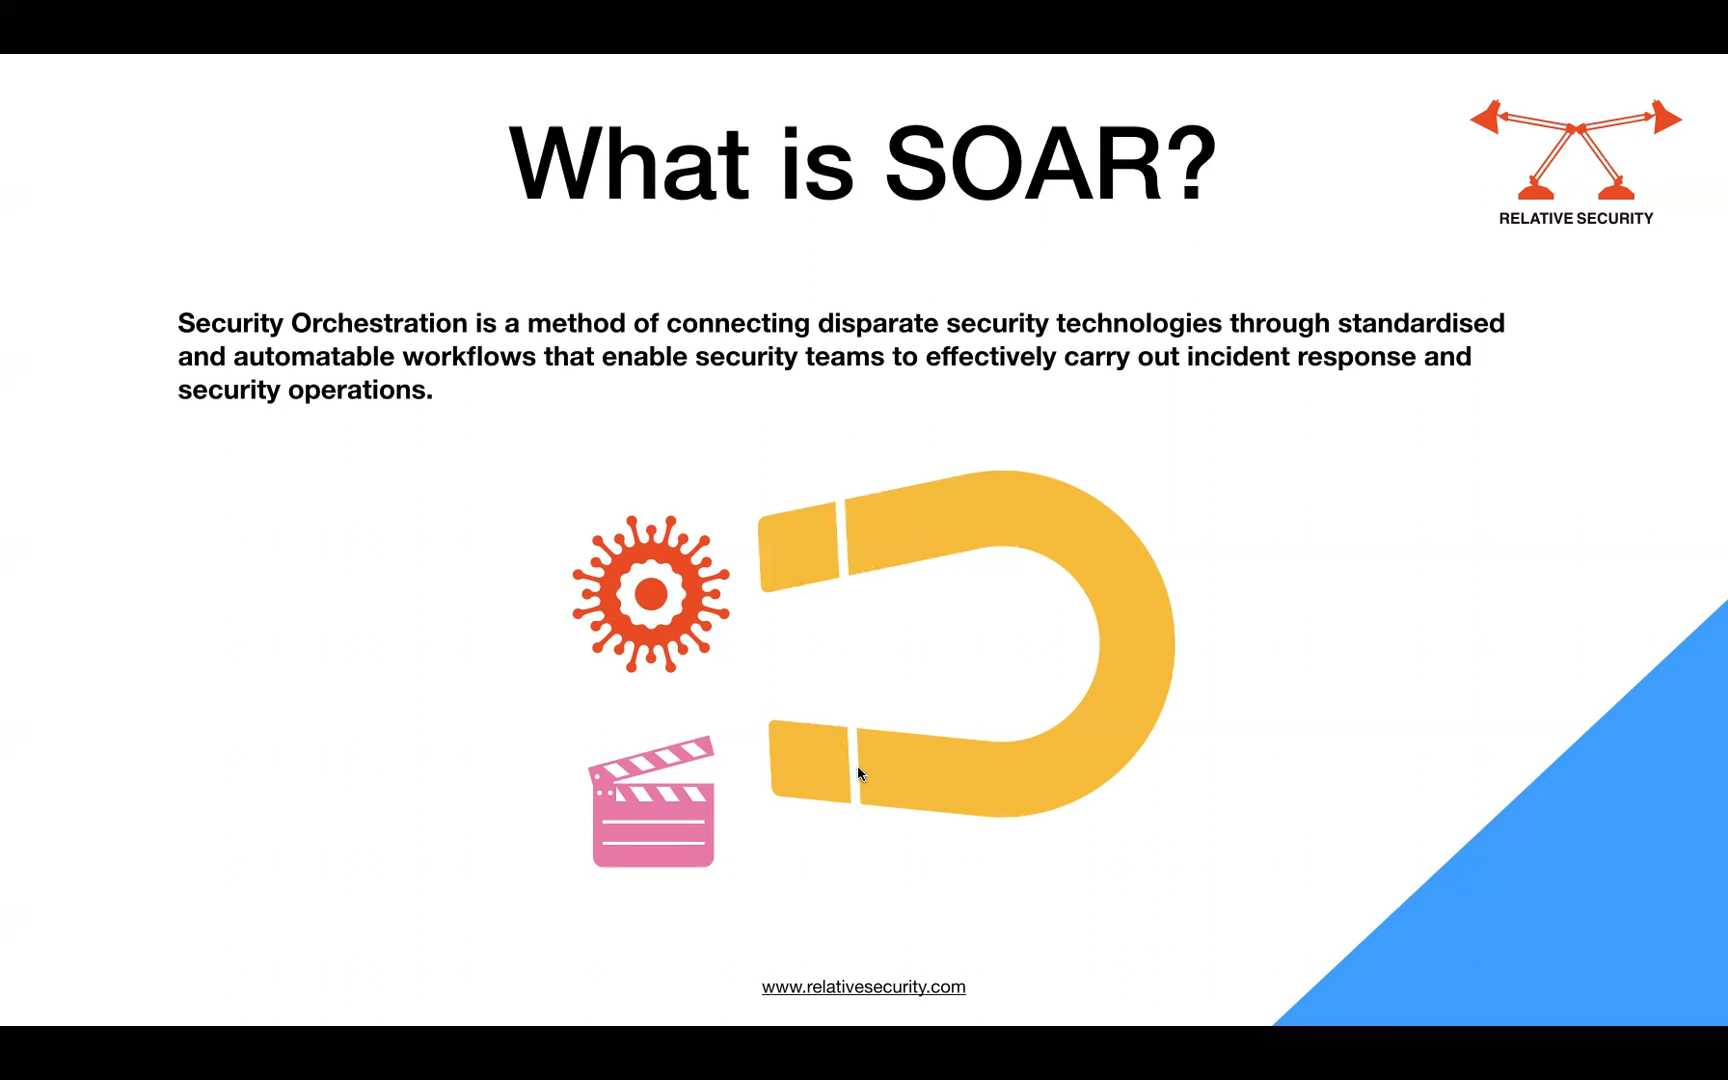 What is SOAR?
RELATIVE SECURITY
Security Orchestration is a method of connecting disparate security technologies through standardised
and automatable workflows that enable security teams to effectively carry out incident response and
security operations.
www.relativesecurity.com